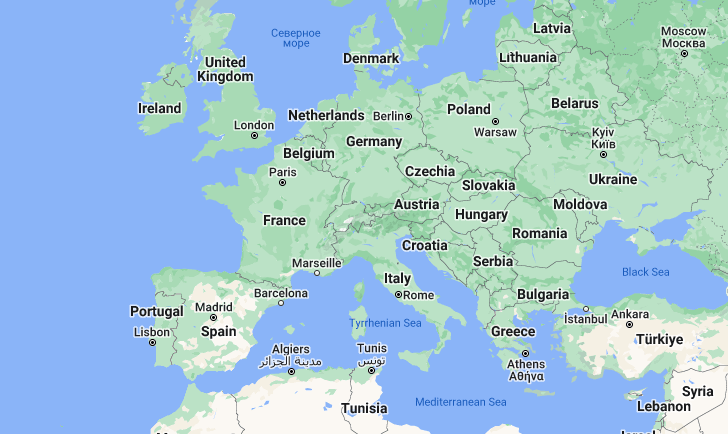 Северное
море
море
Latvia
Moscow
Москва
Denmark
Lithuania
United
Kingdom
Ireland
Netherlands
Berlin
Poland
Belarus
London
Warsaw
Kyiv
Київ
Germany
Belgium
Paris
Czechia
Slovakia
Ukraine
Austria
Moldova
Hungary
France
Romania
Croatia
Marseille
Serbia
Black Sea
Italy
Rome
Barcelona
Bulgaria
Portugal
Madrid
Lisbon
Spain
İstanbul
Ankara
Tyrrhenian Sea
Greece
Türkiye
Algiers
مدينة الجزائر
Tunis
تونس
Athens
Αθήνα
Syria
Mediterranean Sea
Tunisia
Lebanon